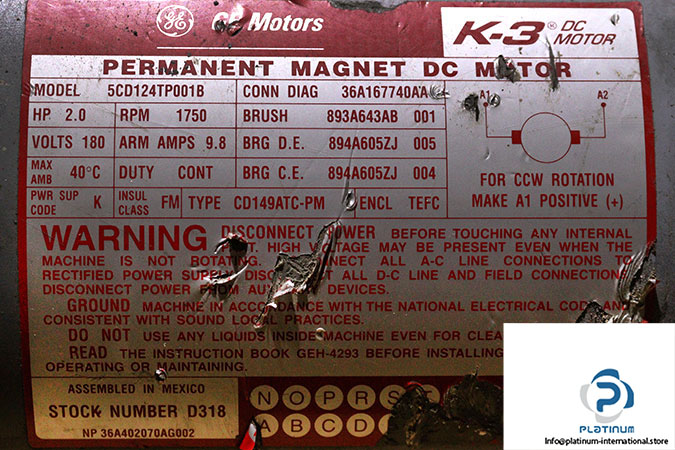 GE
GE Motors
K-3® DC MOTOR
PERMANENT MAGNET DC MOTOR
MODEL 5CD124TP001B CONN DIAG 36A167740AA
HP 2.0 RPM 1750 BRUSH 893A643AB 001
VOLTS 180 ARM AMPS 9.8 BRG D.E. 894A605ZJ 005
MAX AMB 40°C DUTY CONT BRG C.E. 894A605ZJ 004
PWR SUP CODE K INSUL CLASS FM TYPE CD149ATC-PM ENCL TEFC
A1 A2
FOR CCW ROTATION
MAKE A1 POSITIVE (+)
WARNING DISCONNECT POWER BEFORE TOUCHING ANY INTERNAL
HIGH VOLTAGE MAY BE PRESENT EVEN WHEN THE
MACHINE IS NOT ROTATING. ALL A-C LINE CONNECTIONS TO
RECTIFIED POWER ALL D-C LINE AND FIELD CONNECTIONS
DISCONNECT POWER FROM DEVICES.
GROUND MACHINE IN ACCORDANCE WITH THE NATIONAL ELECTRICAL CODE AND
CONSISTENT WITH SOUND LOCAL PRACTICES.
DO NOT USE ANY LIQUIDS INSIDE MACHINE EVEN FOR
READ THE INSTRUCTION BOOK GEH-4293 BEFORE INSTALLING
OPERATING OR MAINTAINING.
ASSEMBLED IN MEXICO
STOCK NUMBER D318
NP 36A402070AG002
N O P R S
A B C D E
PLATINUM
Info@platinum-international.store